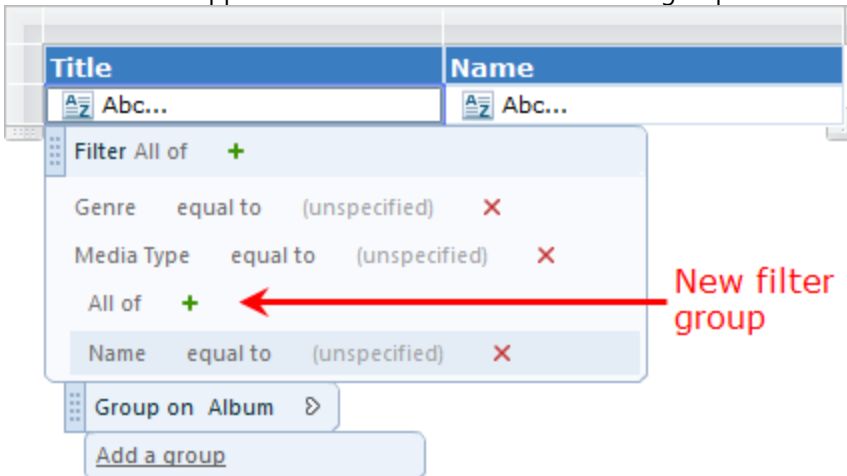 Title Name
Abc... Abc...
Filter All of
Genre equal to (unspecified)
Media Type equal to (unspecified)
All of
New filter
group
Name equal to (unspecified)
Group on Album
Add a group